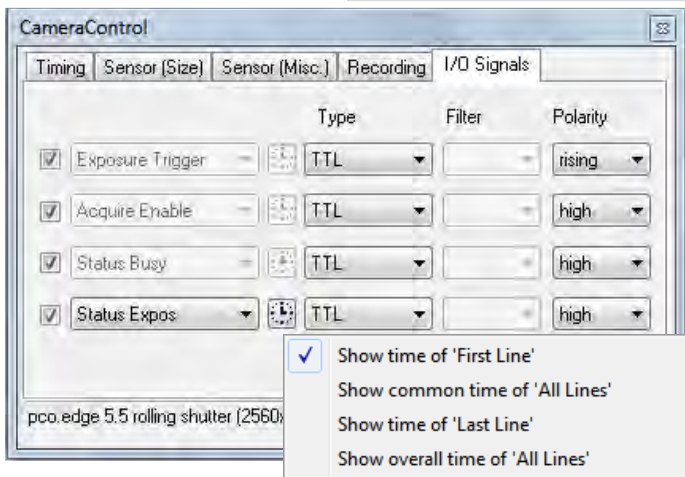 CameraControl
Timing Sensor (Size) Sensor (Misc.) Recording I/O Signals
Type Filter Polarity
Exposure Trigger TTL rising
Acquire Enable TTL high
Status Busy TTL high
Status Expos TTL high
Show time of 'First Line'
Show common time of 'All Lines'
pco.edge 5.5 rolling shutter (2560
Show time of 'Last Line'
Show overall time of 'All Lines'